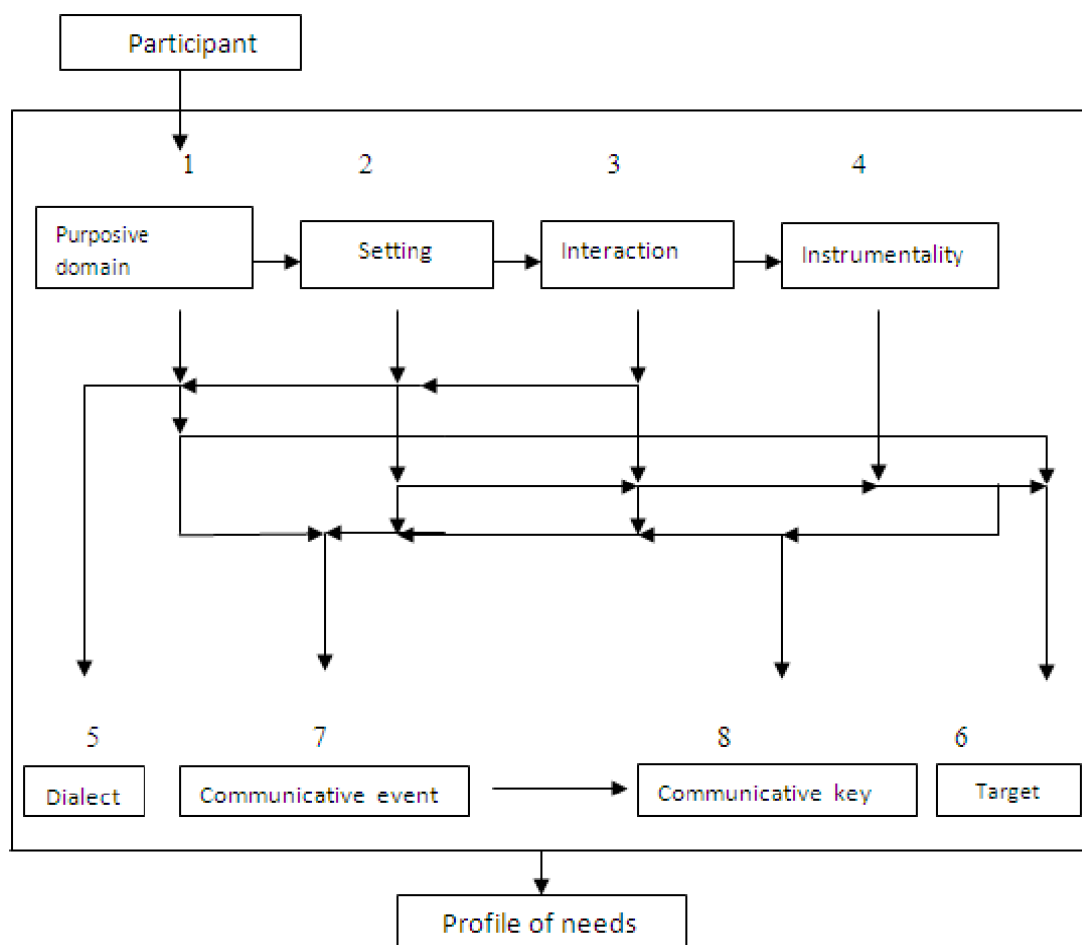 Participant
1 2 3 4
Purposive
domain
Setting
Interaction
Instrumentality
5 7 8 6
Dialect
Communicative event
Communicative key
Target
Profile of needs